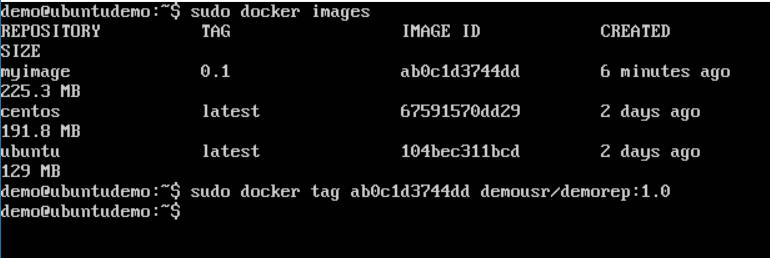 demo@ubuntudemo:~$ sudo docker images
REPOSITORY TAG IMAGE ID CREATED
SIZE
myimage 0.1 ab0c1d3744dd 6 minutes ago
225.3 MB
centos latest 67591570dd29 2 days ago
191.8 MB
ubuntu latest 104bec311bcd 2 days ago
129 MB
demo@ubuntudemo:~$ sudo docker tag ab0c1d3744dd demousr/demorep:1.0
demo@ubuntudemo:~$